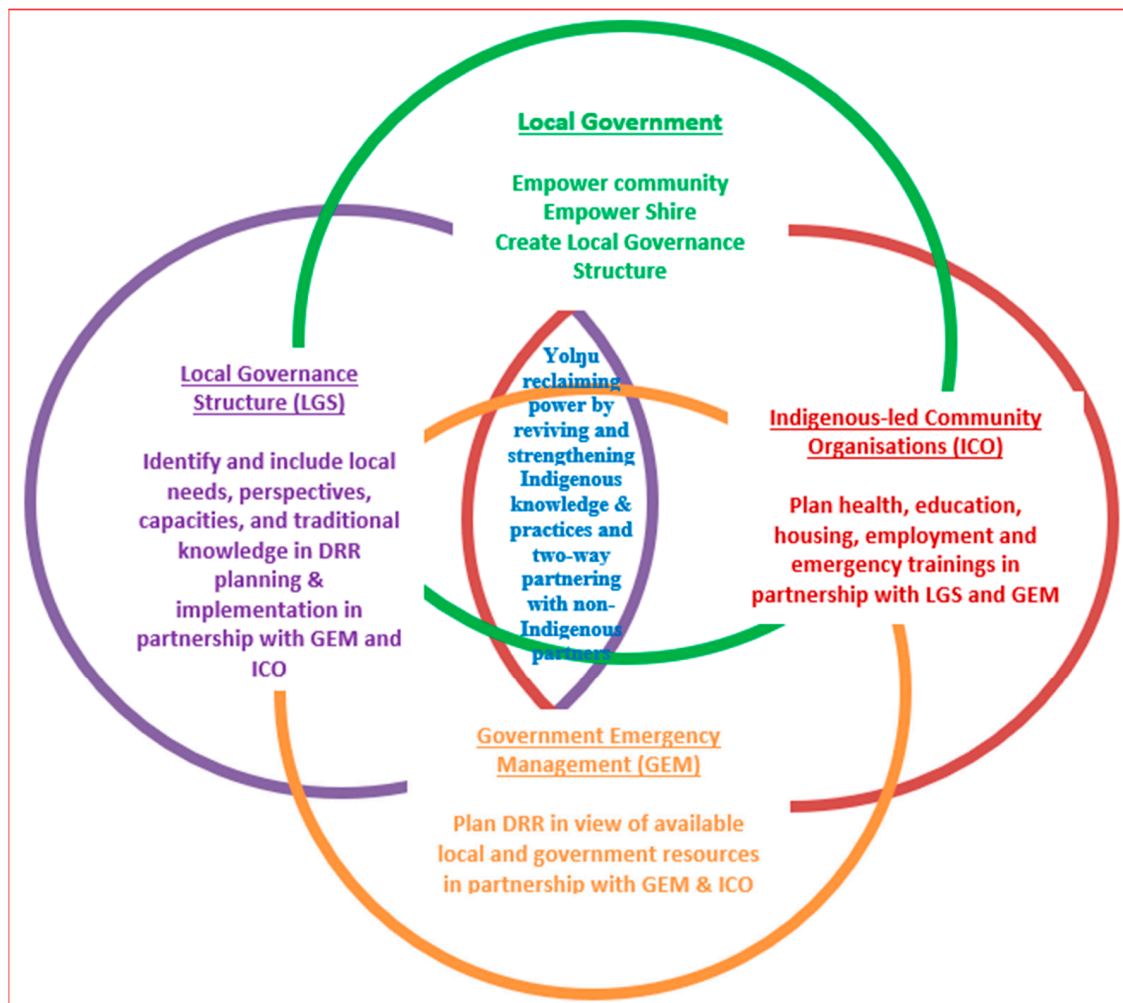 Local Government
Empower community
Empower Shire
Create Local Governance
Structure
Local Governance
Structure (LGS)
Identify and include local
needs, perspectives,
capacities, and traditional
knowledge in DRR
planning &
implementation in
partnership with GEM and
ICO
Yolŋu
reclaiming
power by
reviving and
strengthening
Indigenous
knowledge &
practices and
two-way
partnering
with non-
Indigenous
partners
Indigenous-led Community
Organisations (ICO)
Plan health, education,
housing, employment and
emergency trainings in
partnership with LGS and GEM
Government Emergency
Management (GEM)
Plan DRR in view of available
local and government resources
in partnership with GEM & ICO